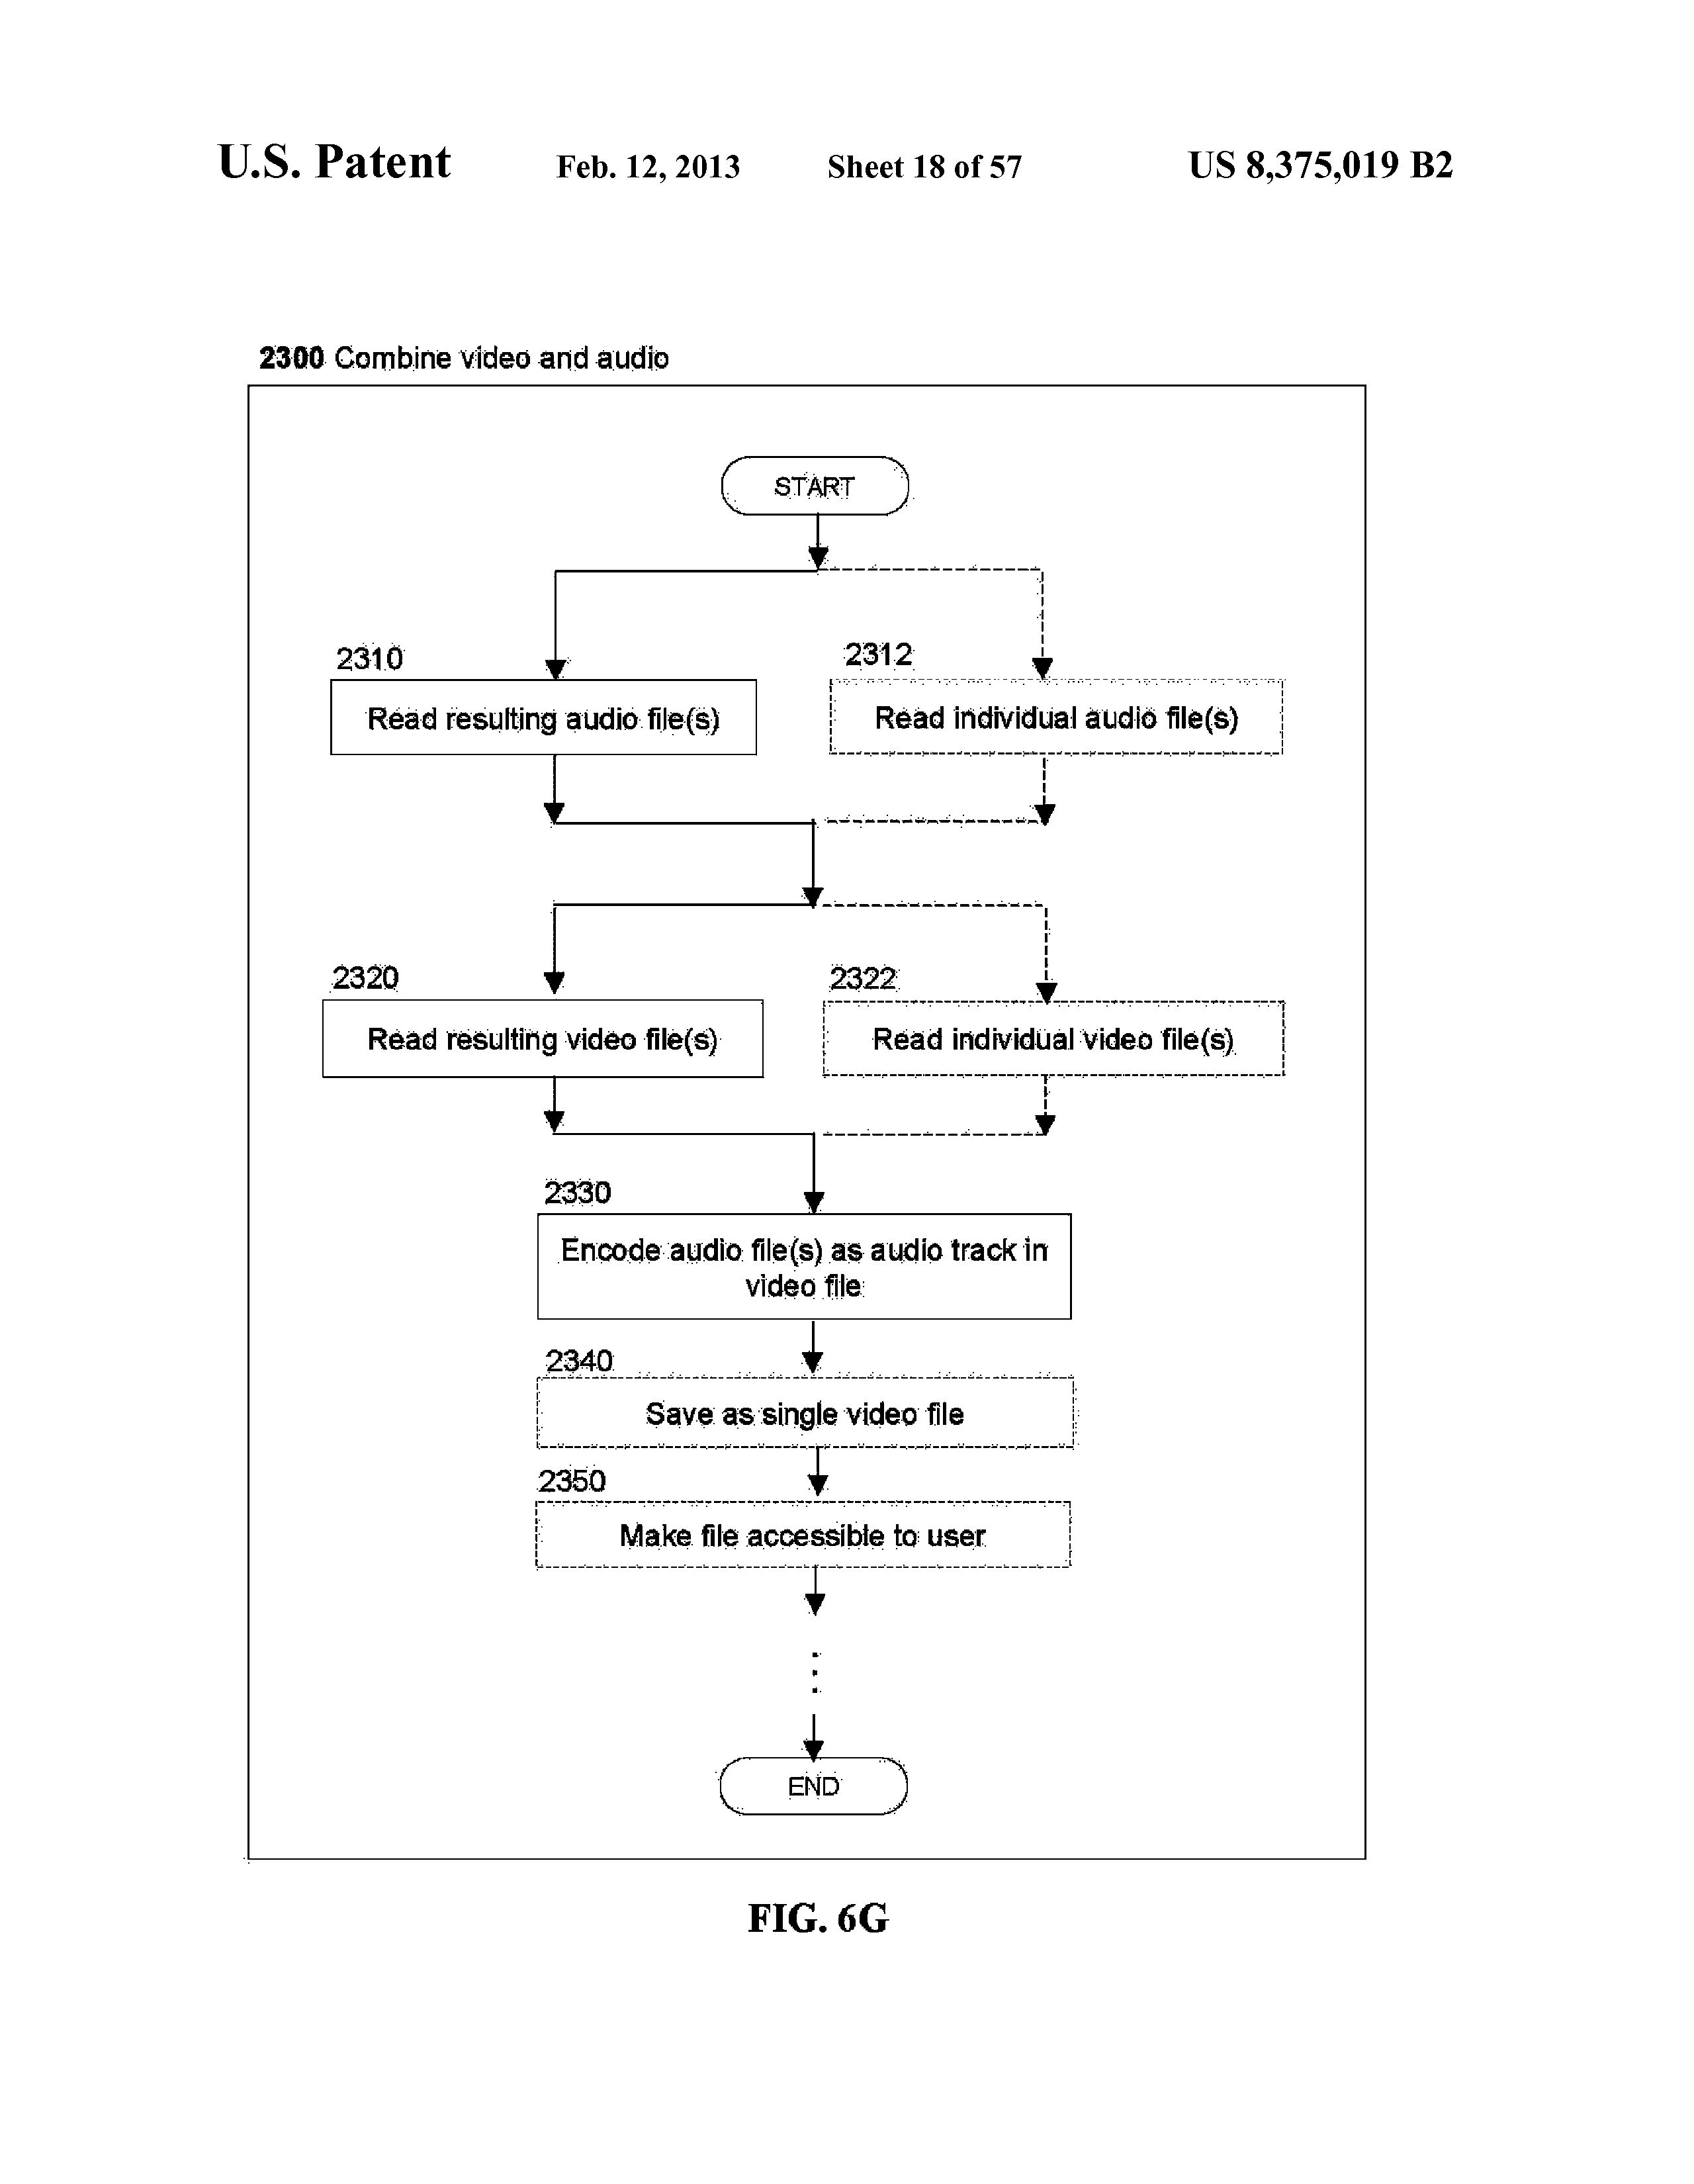 U.S. Patent Feb. 12, 2013 Sheet 18 of 57 US 8,375,019 B2
2300 Combine video and audio
START
2310
2312
Read resulting audio file(s)
Read individual audio file(s)
2320
2322
Read resulting video file(s)
Read individual video file(s)
2330
Encode audio file(s) as audio track in
video file
2340
Save as single video file
2350
Make file accessible to user
END
FIG. 6G